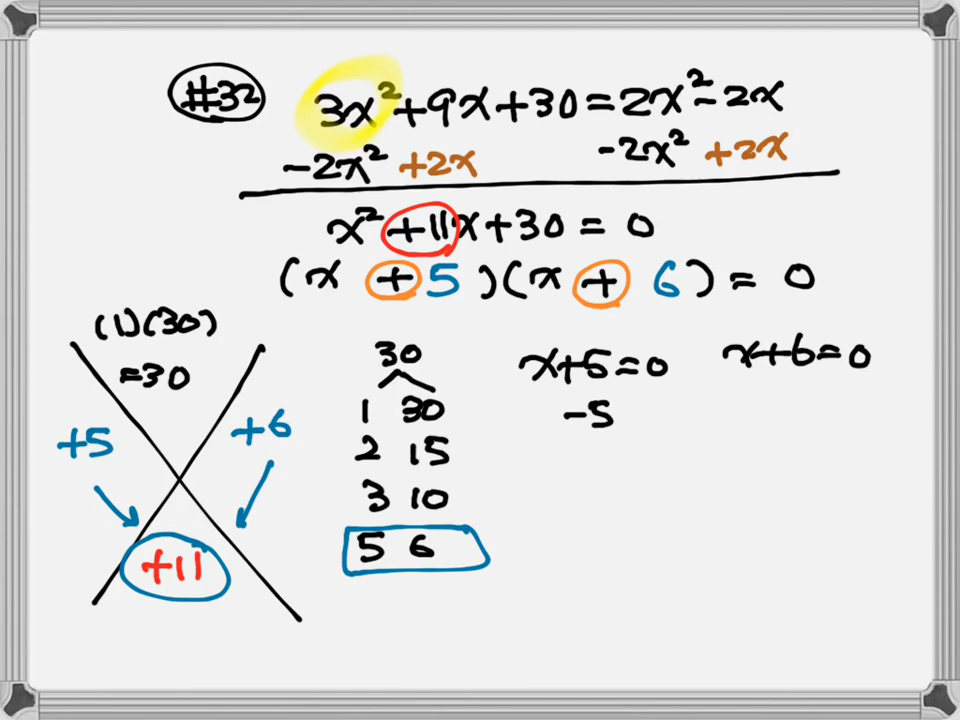 #32 3x²+9x+30=2x²-2x
-2x² +2x -2x² +2x
x²+11x+30=0
(x+5)(x+6)=0
(1)(30)
=30
+5 +6
+11
30
1 30
2 15
3 10
5 6
x+5=0 x+6=0
-5